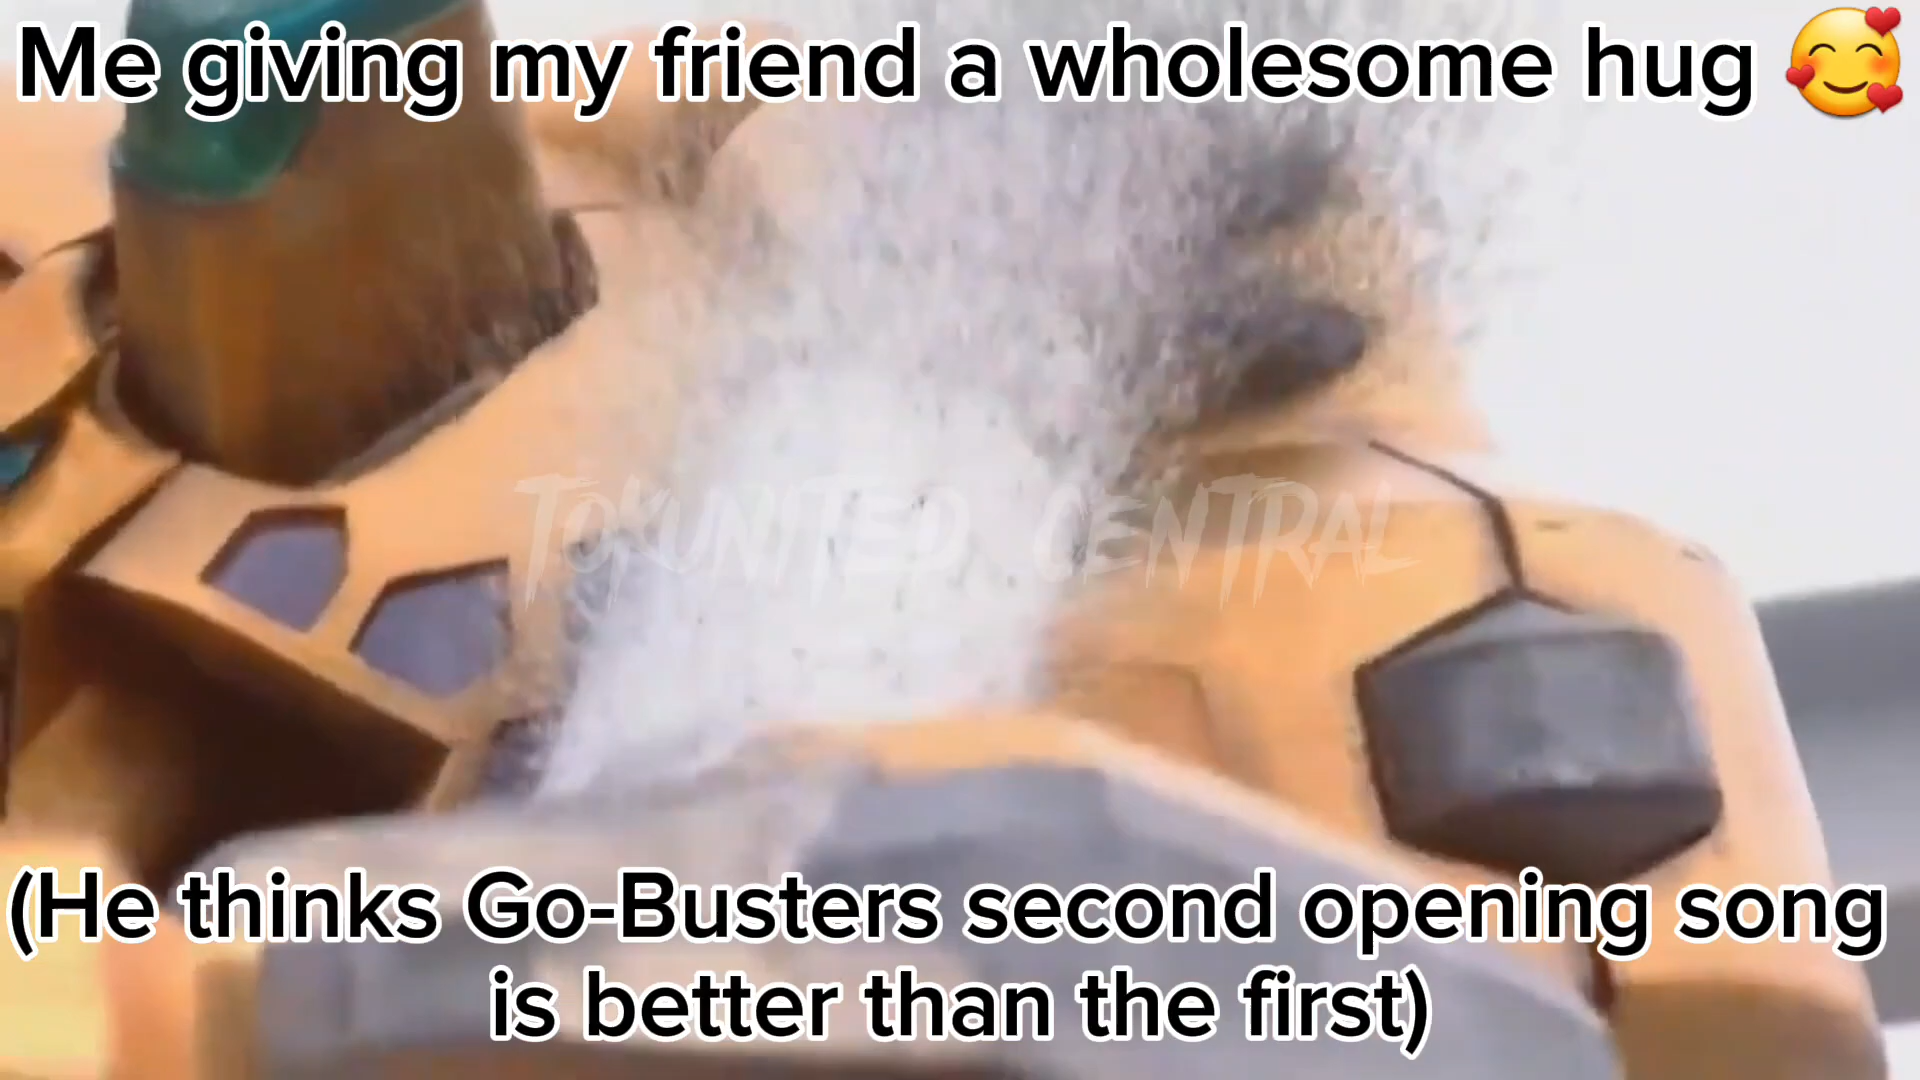 Me giving my friend a wholesome hug 🥰
TOKUNITED CENTRAL
(He thinks Go-Busters second opening song
is better than the first)